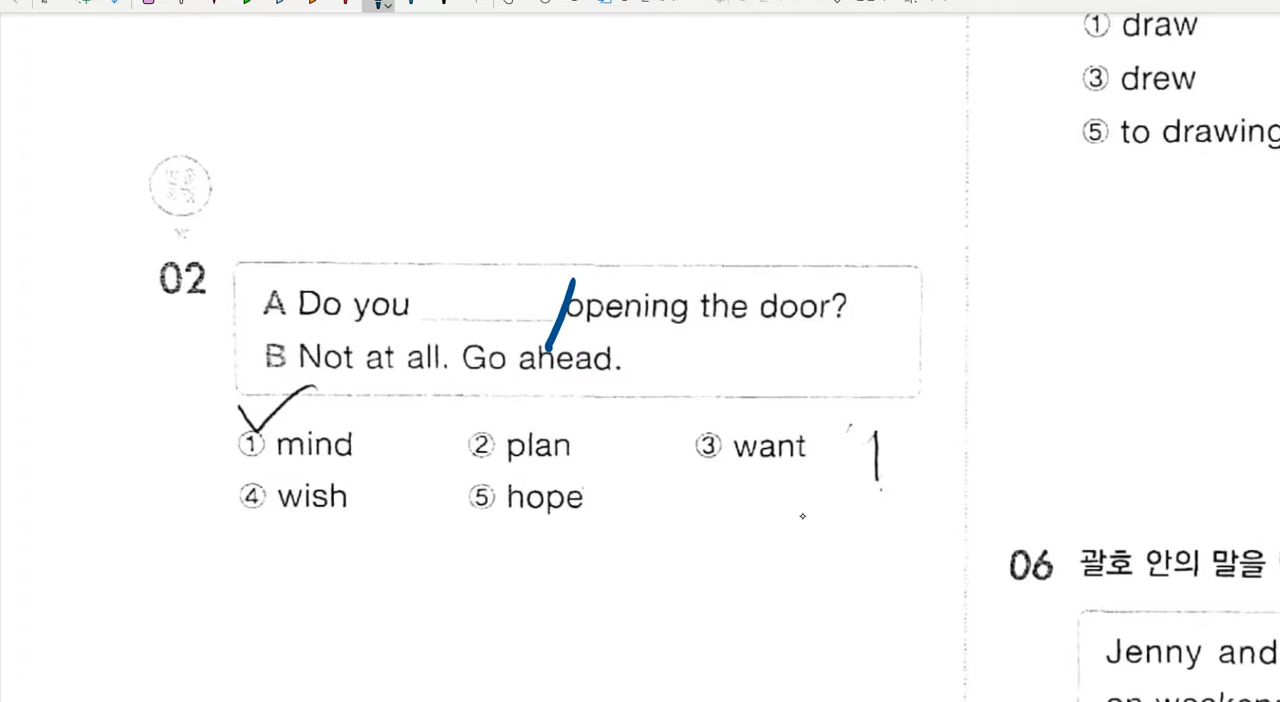 ① draw
③ drew
⑤ to drawing
02
A Do you opening the door?
B Not at all. Go ahead.
① mind ② plan ③ want 1
④ wish ⑤ hope
06 괄호 안의 말을
Jenny and
on weekend